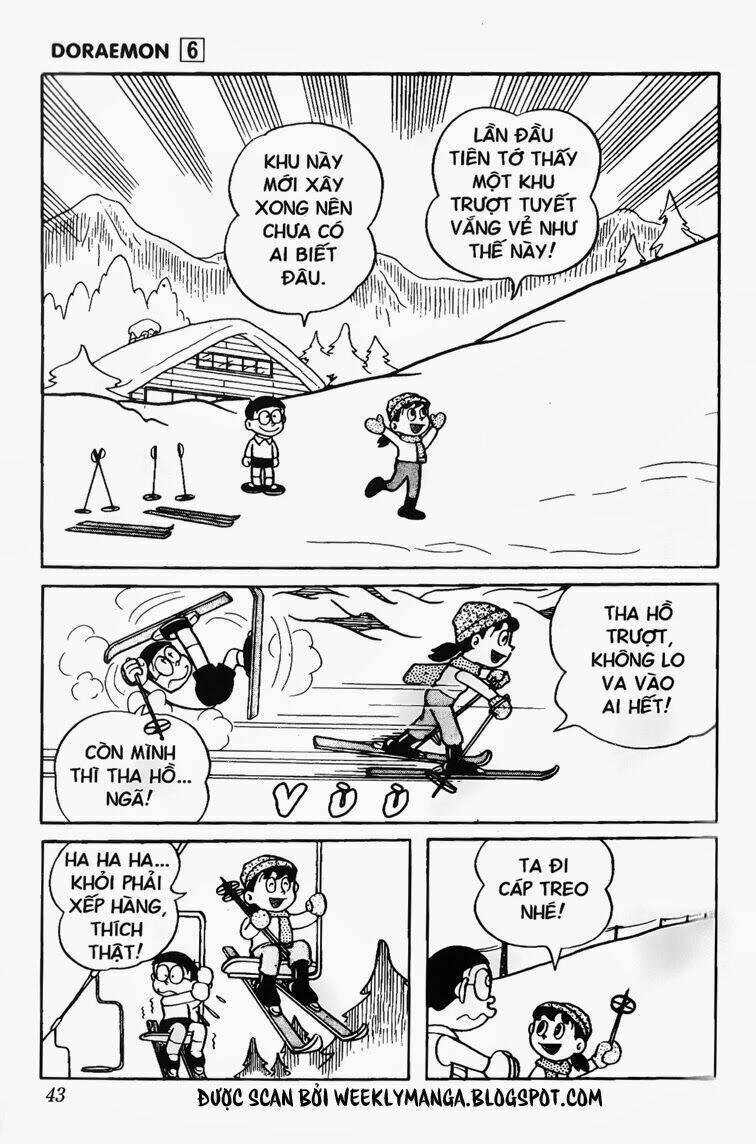 DORAEMON 6
LẦN ĐẦU
TIÊN TỚ THẤY
MỘT KHU
TRƯỢT TUYẾT
VẮNG VẺ NHƯ
THẾ NÀY!
KHU NÀY
MỚI XÂY
XONG NÊN
CHƯA CÓ
AI BIẾT
ĐÂU.
THA HỒ
TRƯỢT,
KHÔNG LO
VA VÀO
AI HẾT!
CÒN MÌNH
THÌ THA HỒ...
NGÃ!
VÙ Ù
TA ĐI
CÁP TREO
NHÉ!
HA HA HA...
KHỎI PHẢI
XẾP HÀNG,
THÍCH
THẬT!
43
ĐƯỢC SCAN BỞI WEEKLYMANGA.BLOGSPOT.COM